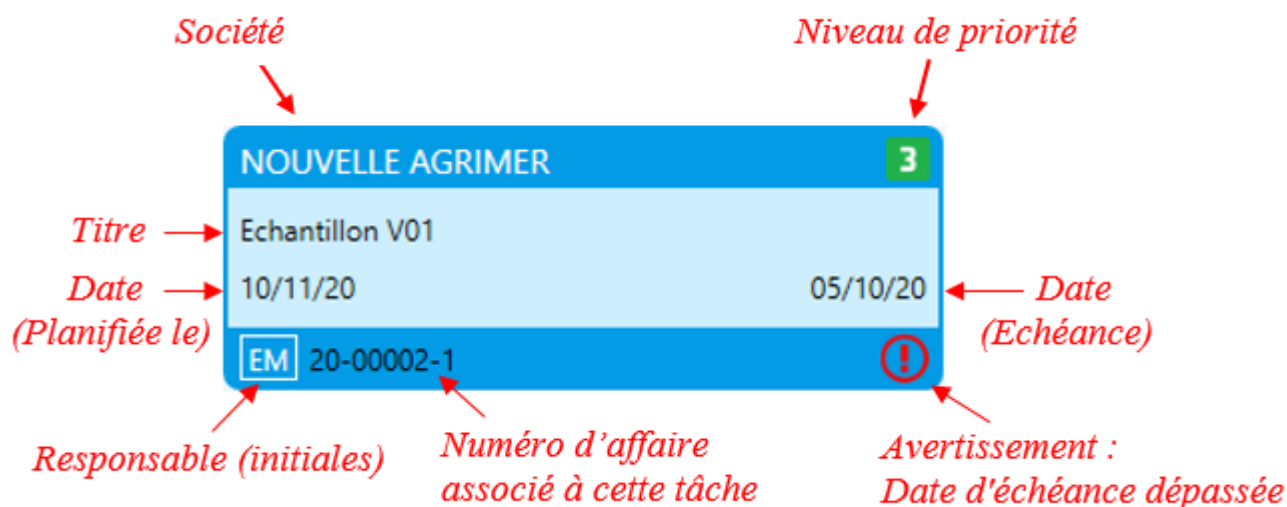 Société
Niveau de priorité
NOUVELLE AGRIMER
3
Titre
Echantillon V01
Date
(Planifiée le)
10/11/20
05/10/20
Date
(Echéance)
EM
20-00002-1
Responsable (initiales)
Numéro d’affaire
associé à cette tâche
Avertissement :
Date d'échéance dépassée